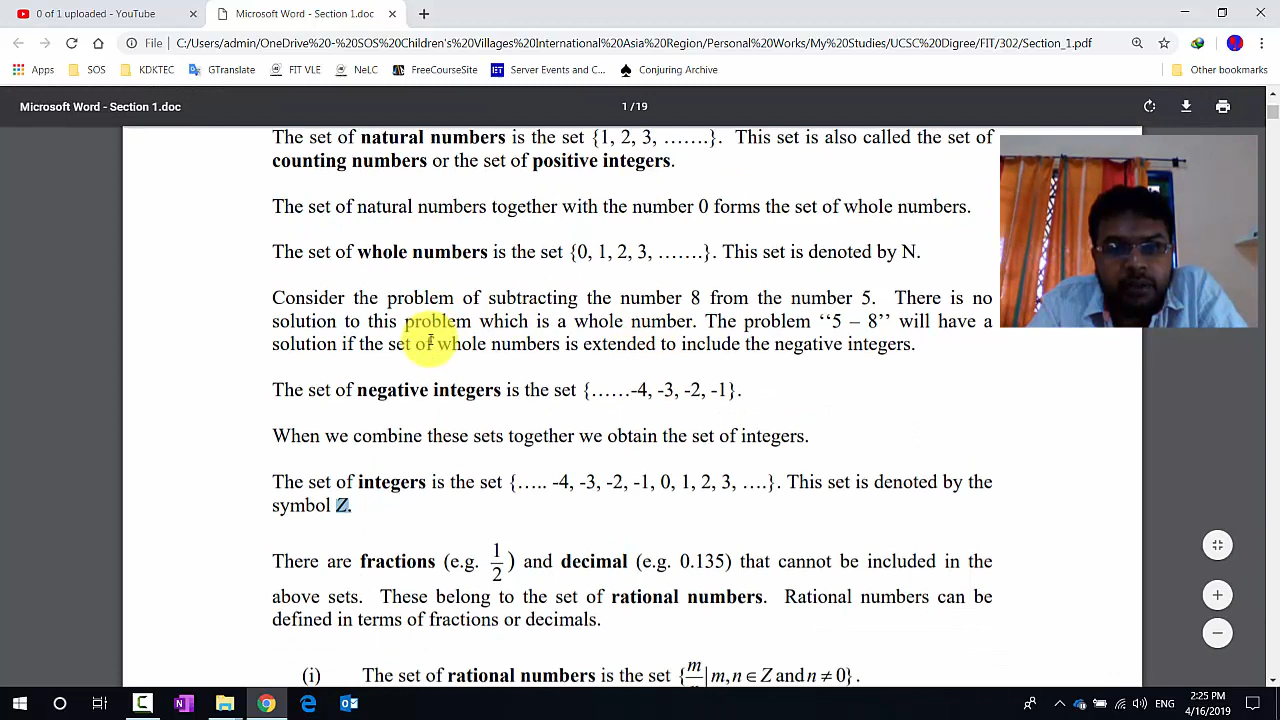 0 of 1 uploaded - YouTube
Microsoft Word - Section 1.doc
File
C:/Users/admin/OneDrive%20-%20SOS%20Children's%20Villages%20International%20Asia%20Region/Personal%20Works/My%20Studies/UCSC%20Degree/FIT/302/Section_1.pdf
Apps SOS KDKTEC GTranslate FIT VLE NeLC FreeCourseSite Server Events and C... Conjuring Archive Other bookmarks
Microsoft Word - Section 1.doc 1 / 19
The set of natural numbers is the set {1, 2, 3, …….}. This set is also called the set of
counting numbers or the set of positive integers.
The set of natural numbers together with the number 0 forms the set of whole numbers.
The set of whole numbers is the set {0, 1, 2, 3, …….}. This set is denoted by N.
Consider the problem of subtracting the number 8 from the number 5. There is no
solution to this problem which is a whole number. The problem ‘‘5 – 8’’ will have a
solution if the set of whole numbers is extended to include the negative integers.
The set of negative integers is the set {……-4, -3, -2, -1}.
When we combine these sets together we obtain the set of integers.
The set of integers is the set {….. -4, -3, -2, -1, 0, 1, 2, 3, ….}. This set is denoted by the
symbol Z.
There are fractions (e.g. 1/2) and decimal (e.g. 0.135) that cannot be included in the
above sets. These belong to the set of rational numbers. Rational numbers can be
defined in terms of fractions or decimals.
(i) The set of rational numbers is the set {m | m, n ∈ Z and n ≠ 0}.
ENG
2:25 PM
4/16/2019